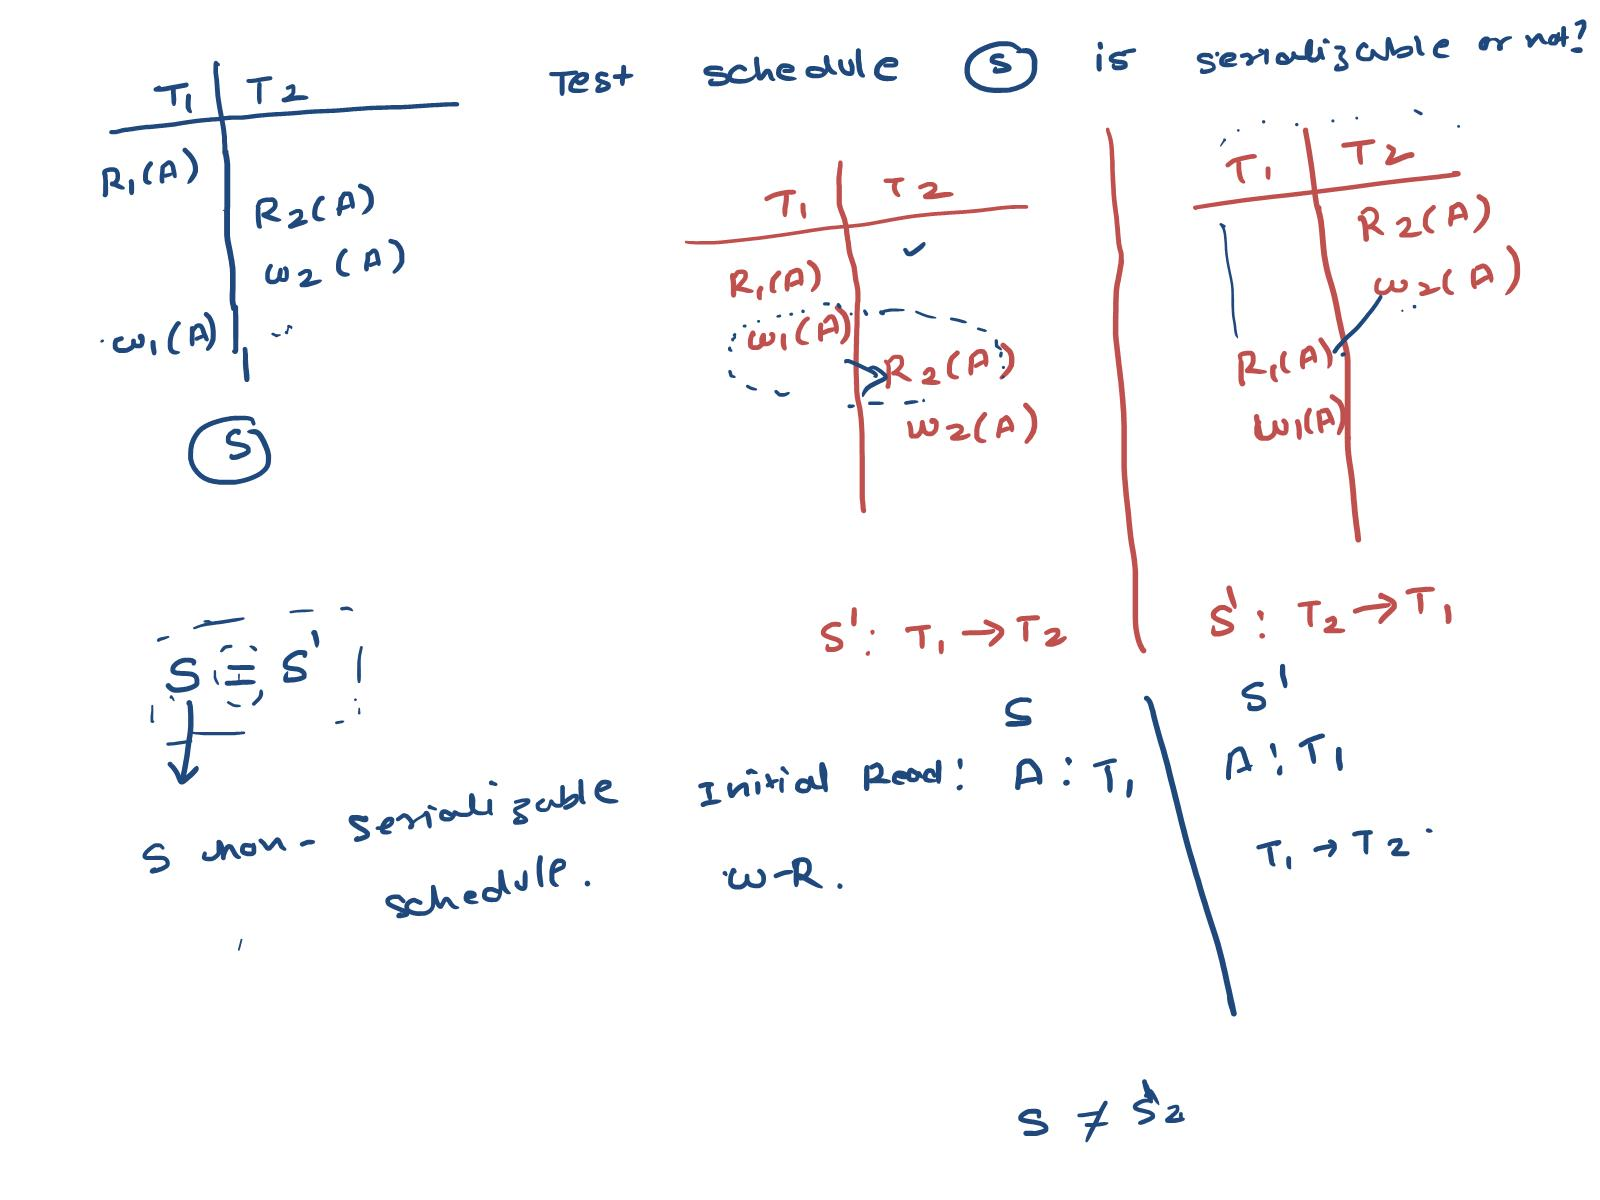 Test schedule S is serializable or not?
T1 T2
R1(A)
R2(A)
W2(A)
W1(A)
S
T1 T2
R1(A)
W1(A)
R2(A)
W2(A)
S': T1 → T2
T1 T2
R2(A)
W2(A)
R1(A)
W1(A)
S': T2 → T1
S ≡ S'
S non-serializable
schedule.
S S'
Initial Read: A: T1 A: T1
W-R. T1 → T2
S ≠ S'2